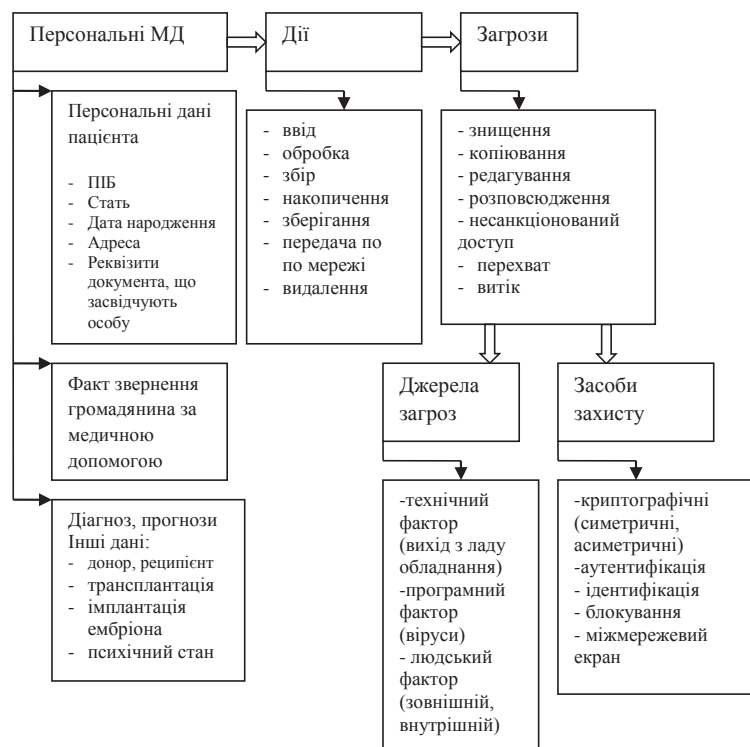 Персональні МД
Дії
Загрози
Персональні дані
пацієнта
- ПІБ
- Стать
- Дата народження
- Адреса
- Реквізити
документа, що
засвідчують
особу
- ввід
- обробка
- збір
- накопичення
- зберігання
- передача по
по мережі
- видалення
- знищення
- копіювання
- редагування
- розповсюдження
- несанкціонований
доступ
- перехват
- витік
Факт звернення
громадянина за
медичною
допомогою
Джерела
загроз
Засоби
захисту
Діагноз, прогнози
Інші дані:
- донор, реципієнт
- трансплантація
- імплантація
ембріона
- психічний стан
-технічний
фактор
(вихід з ладу
обладнання)
-програмний
фактор
(віруси)
- людський
фактор
(зовнішній,
внутрішній)
-криптографічні
(симетричні,
асиметричні)
-аутентифікація
- ідентифікація
- блокування
- міжмережевий
екран